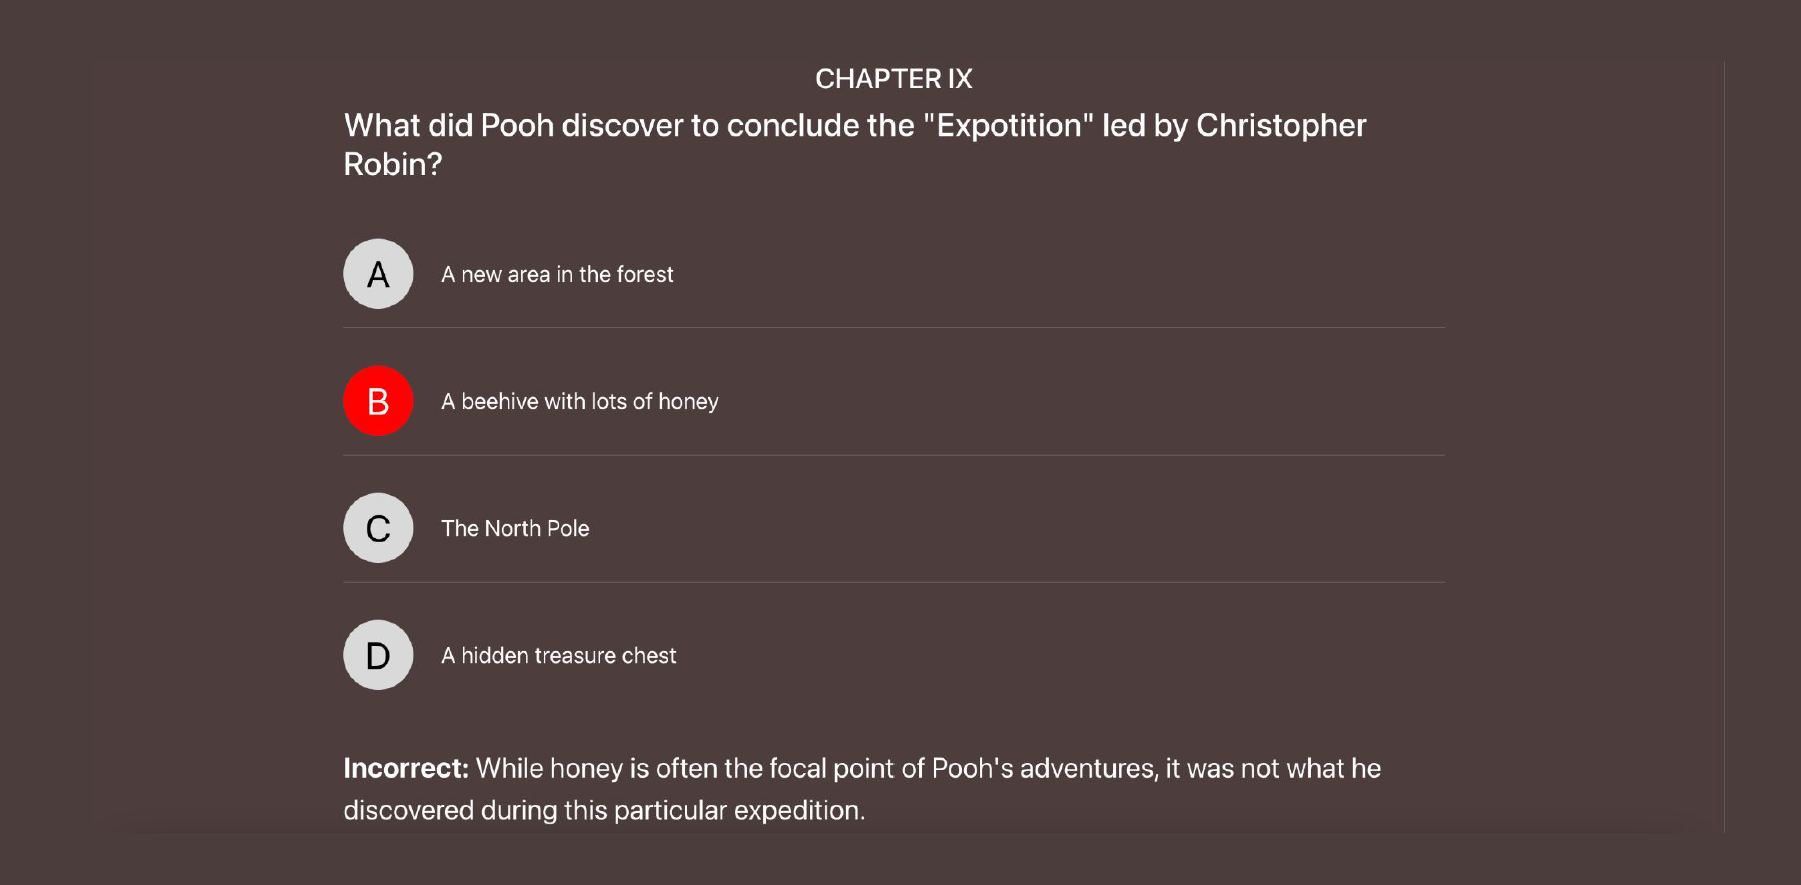 CHAPTER IX
What did Pooh discover to conclude the "Expotition" led by Christopher
Robin?
A
A new area in the forest
B
A beehive with lots of honey
C
The North Pole
D
A hidden treasure chest
Incorrect: While honey is often the focal point of Pooh's adventures, it was not what he
discovered during this particular expedition.